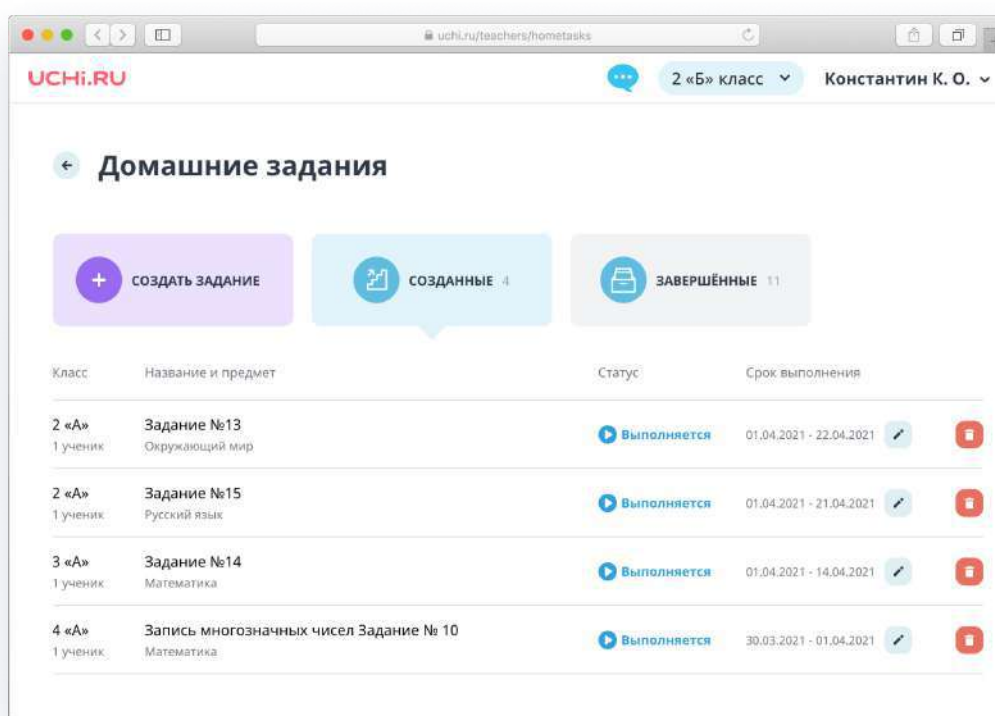 uchi.ru/teachers/hometasks
UCHi.RU
2 «Б» класс
Константин К. О.
Домашние задания
СОЗДАТЬ ЗАДАНИЕ
СОЗДАННЫЕ 4
ЗАВЕРШЁННЫЕ 11
Класс Название и предмет Статус Срок выполнения
2 «А» Задание №13
1 ученик Окружающий мир
Выполняется 01.04.2021 - 22.04.2021
2 «А» Задание №15
1 ученик Русский язык
Выполняется 01.04.2021 - 21.04.2021
3 «А» Задание №14
1 ученик Математика
Выполняется 01.04.2021 - 14.04.2021
4 «А» Запись многозначных чисел Задание № 10
1 ученик Математика
Выполняется 30.03.2021 - 01.04.2021